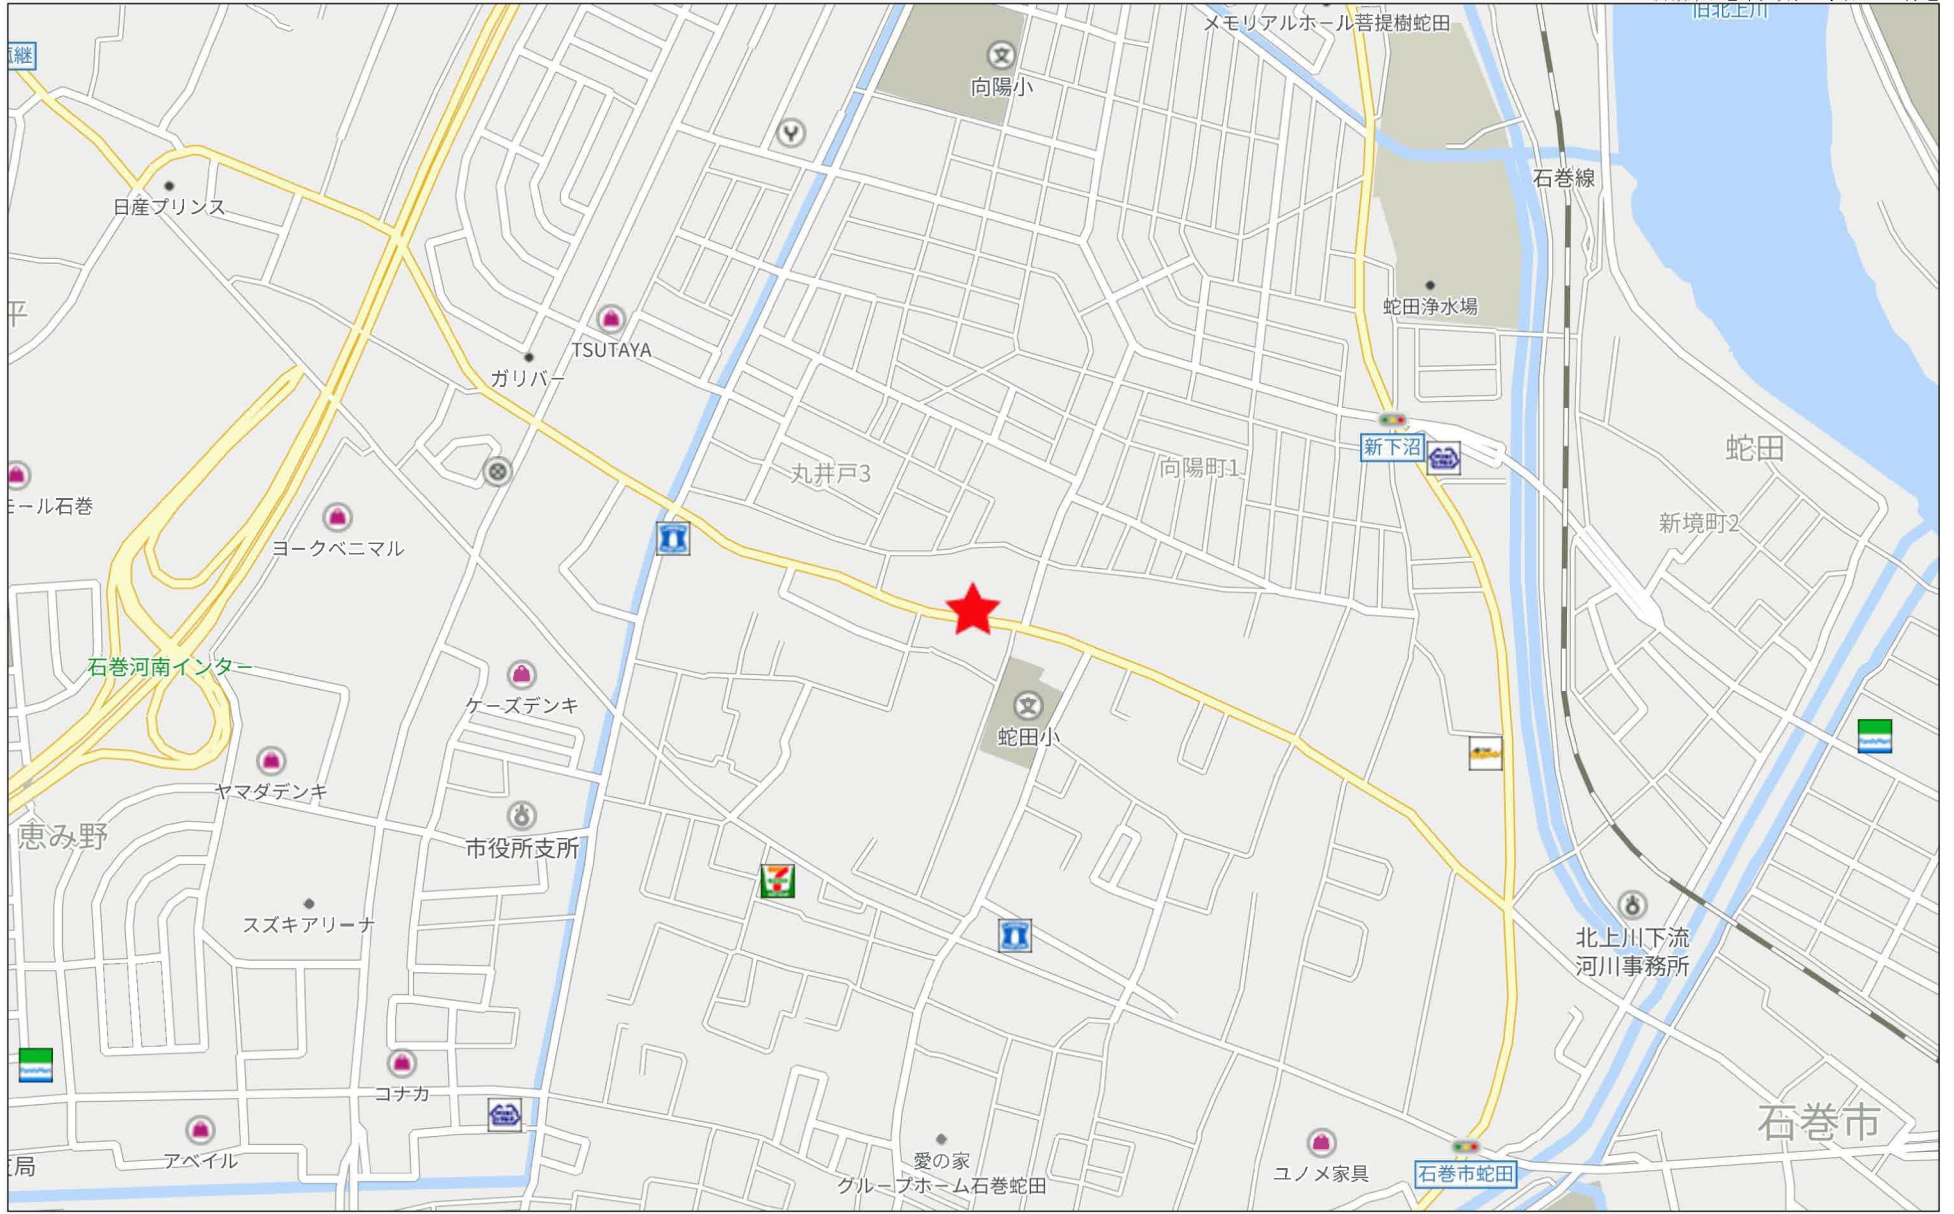 メモリアルホール菩提樹蛇田
旧北上川
向陽小
石巻線
日産プリンス
平
蛇田浄水場
TSUTAYA
ガリバー
新下沼
蛇田
丸井戸3
向陽町1
モール石巻
新境町2
ヨークベニマル
石巻河南インター
ケーズデンキ
蛇田小
ヤマダデンキ
恵み野
市役所支所
スズキアリーナ
北上川下流
河川事務所
コナカ
石巻市
アベイル
愛の家
グループホーム石巻蛇田
ユノメ家具
石巻市蛇田
FamilyMart
FamilyMart